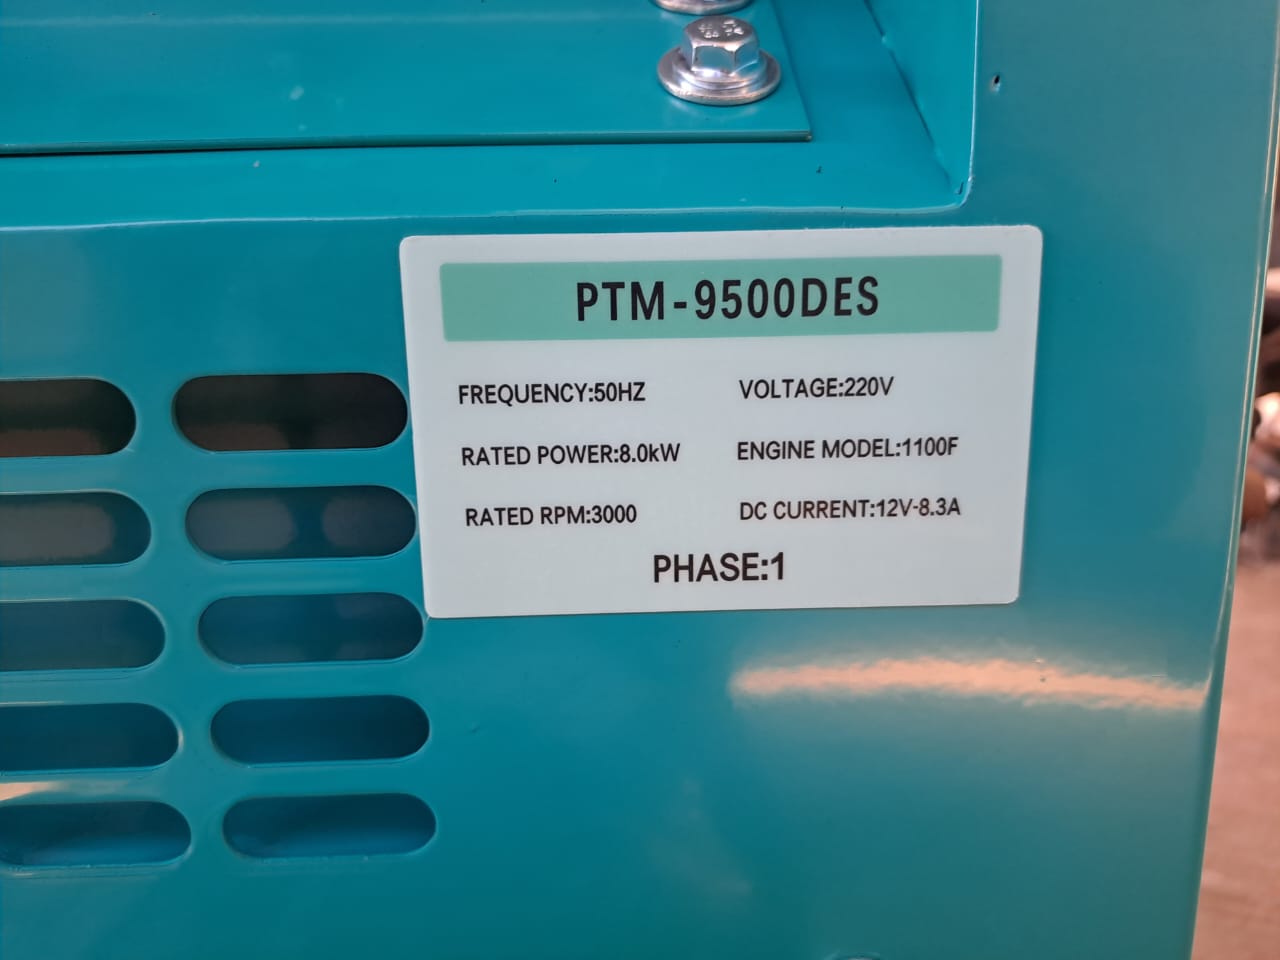 PTM-9500DES
FREQUENCY:50HZ VOLTAGE:220V
RATED POWER:8.0kW ENGINE MODEL:1100F
RATED RPM:3000 DC CURRENT:12V-8.3A
PHASE:1